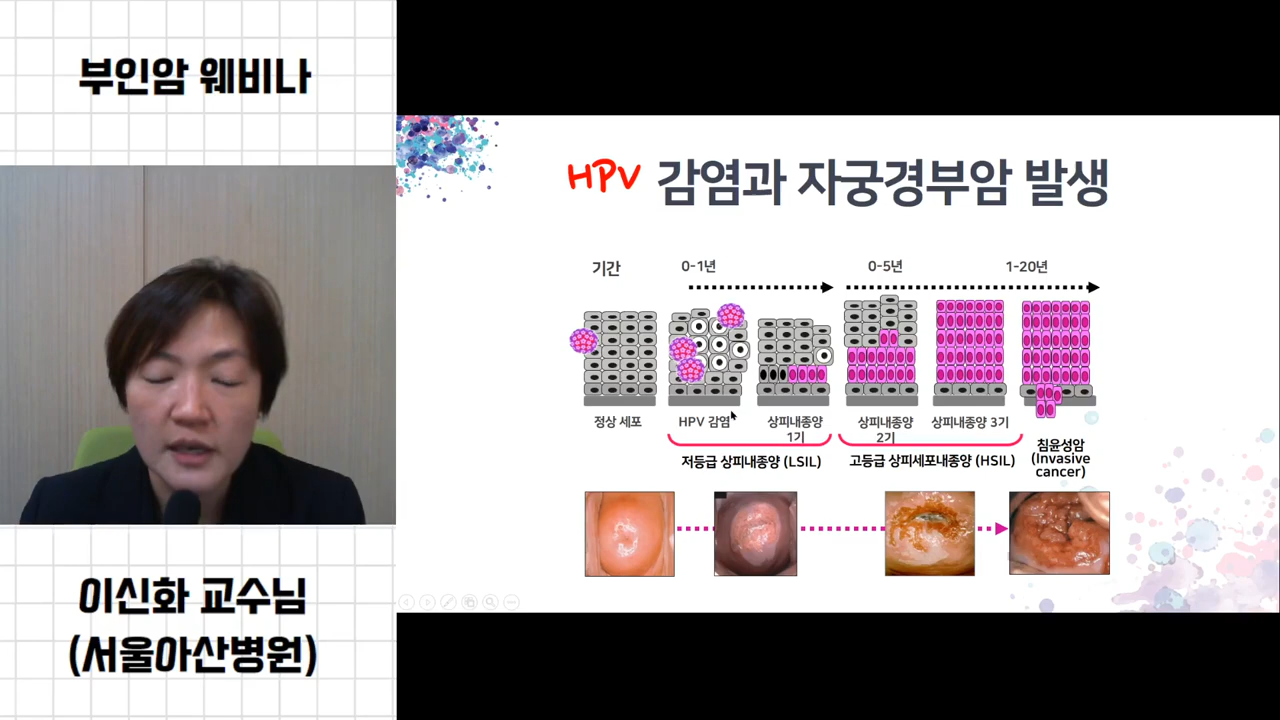 부인암 웨비나
HPV 감염과 자궁경부암 발생
기간
0-1년
0-5년
1-20년
정상 세포
HPV 감염
상피내종양
1기
상피내종양
2기
상피내종양 3기
침윤성암
(Invasive
cancer)
저등급 상피내종양 (LSIL)
고등급 상피세포내종양 (HSIL)
이신화 교수님
(서울아산병원)